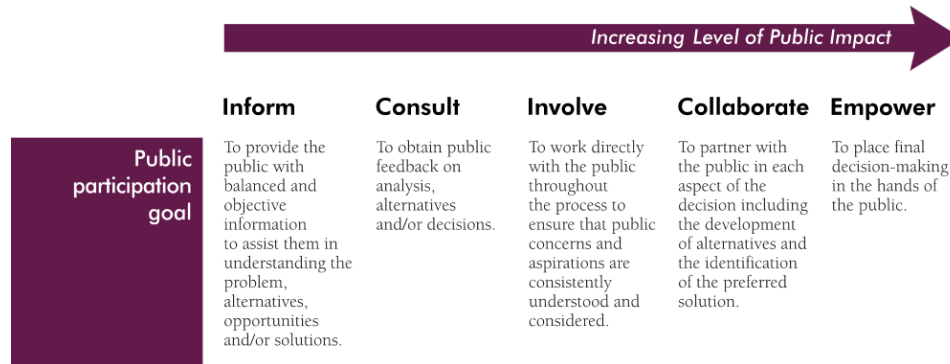 Increasing Level of Public Impact
Inform
Consult
Involve
Collaborate
Empower
Public
participation
goal
To provide the
public with
balanced and
objective
information
to assist them in
understanding the
problem,
alternatives,
opportunities
and/or solutions.
To obtain public
feedback on
analysis,
alternatives
and/or decisions.
To work directly
with the public
throughout
the process to
ensure that public
concerns and
aspirations are
consistently
understood and
considered.
To partner with
the public in each
aspect of the
decision including
the development
of alternatives and
the identification
of the preferred
solution.
To place final
decision-making
in the hands of
the public.